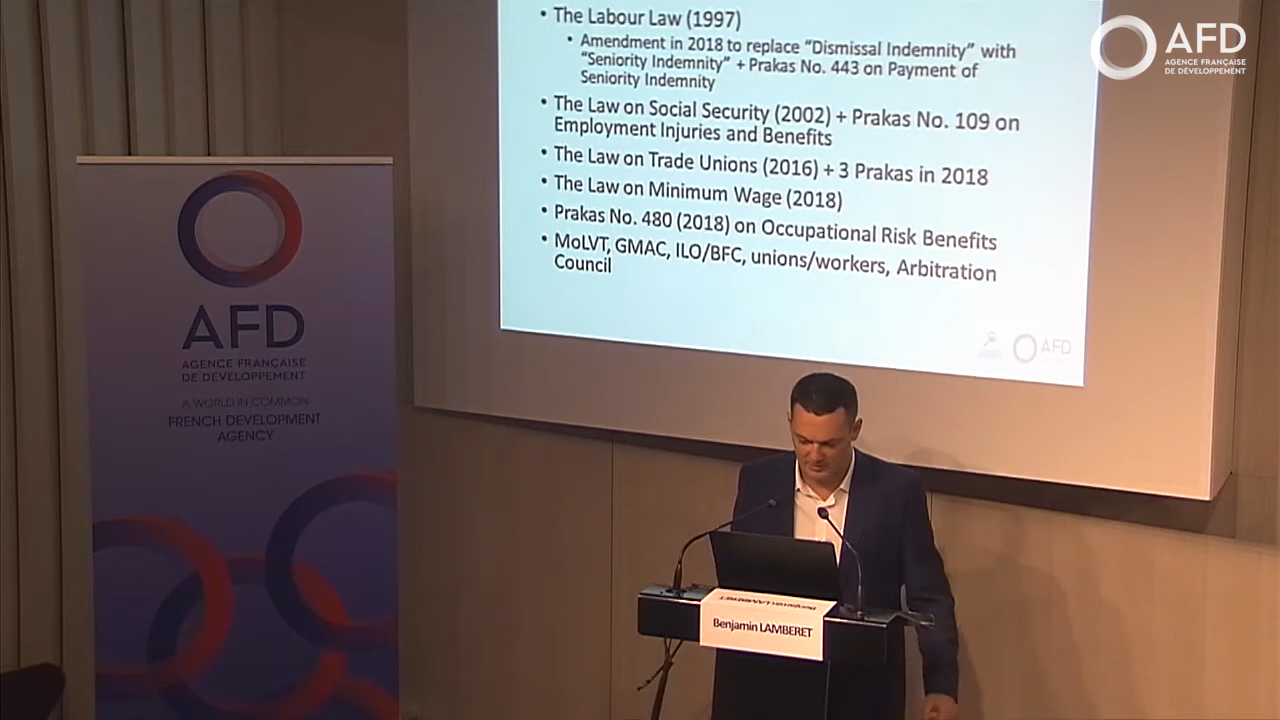 • The Labour Law (1997)
• Amendment in 2018 to replace “Dismissal Indemnity” with
“Seniority Indemnity” + Prakas No. 443 on Payment of
Seniority Indemnity
• The Law on Social Security (2002) + Prakas No. 109 on
Employment Injuries and Benefits
• The Law on Trade Unions (2016) + 3 Prakas in 2018
• The Law on Minimum Wage (2018)
• Prakas No. 480 (2018) on Occupational Risk Benefits
• MoLVT, GMAC, ILO/BFC, unions/workers, Arbitration
Council
AFD
AFD
AGENCE FRANÇAISE
DE DÉVELOPPEMENT
AFD
AGENCE FRANÇAISE
DE DÉVELOPPEMENT
A WORLD IN COMMON
FRENCH DEVELOPMENT
AGENCY
Benjamin LAMBERET
Benjamin LAMBERET